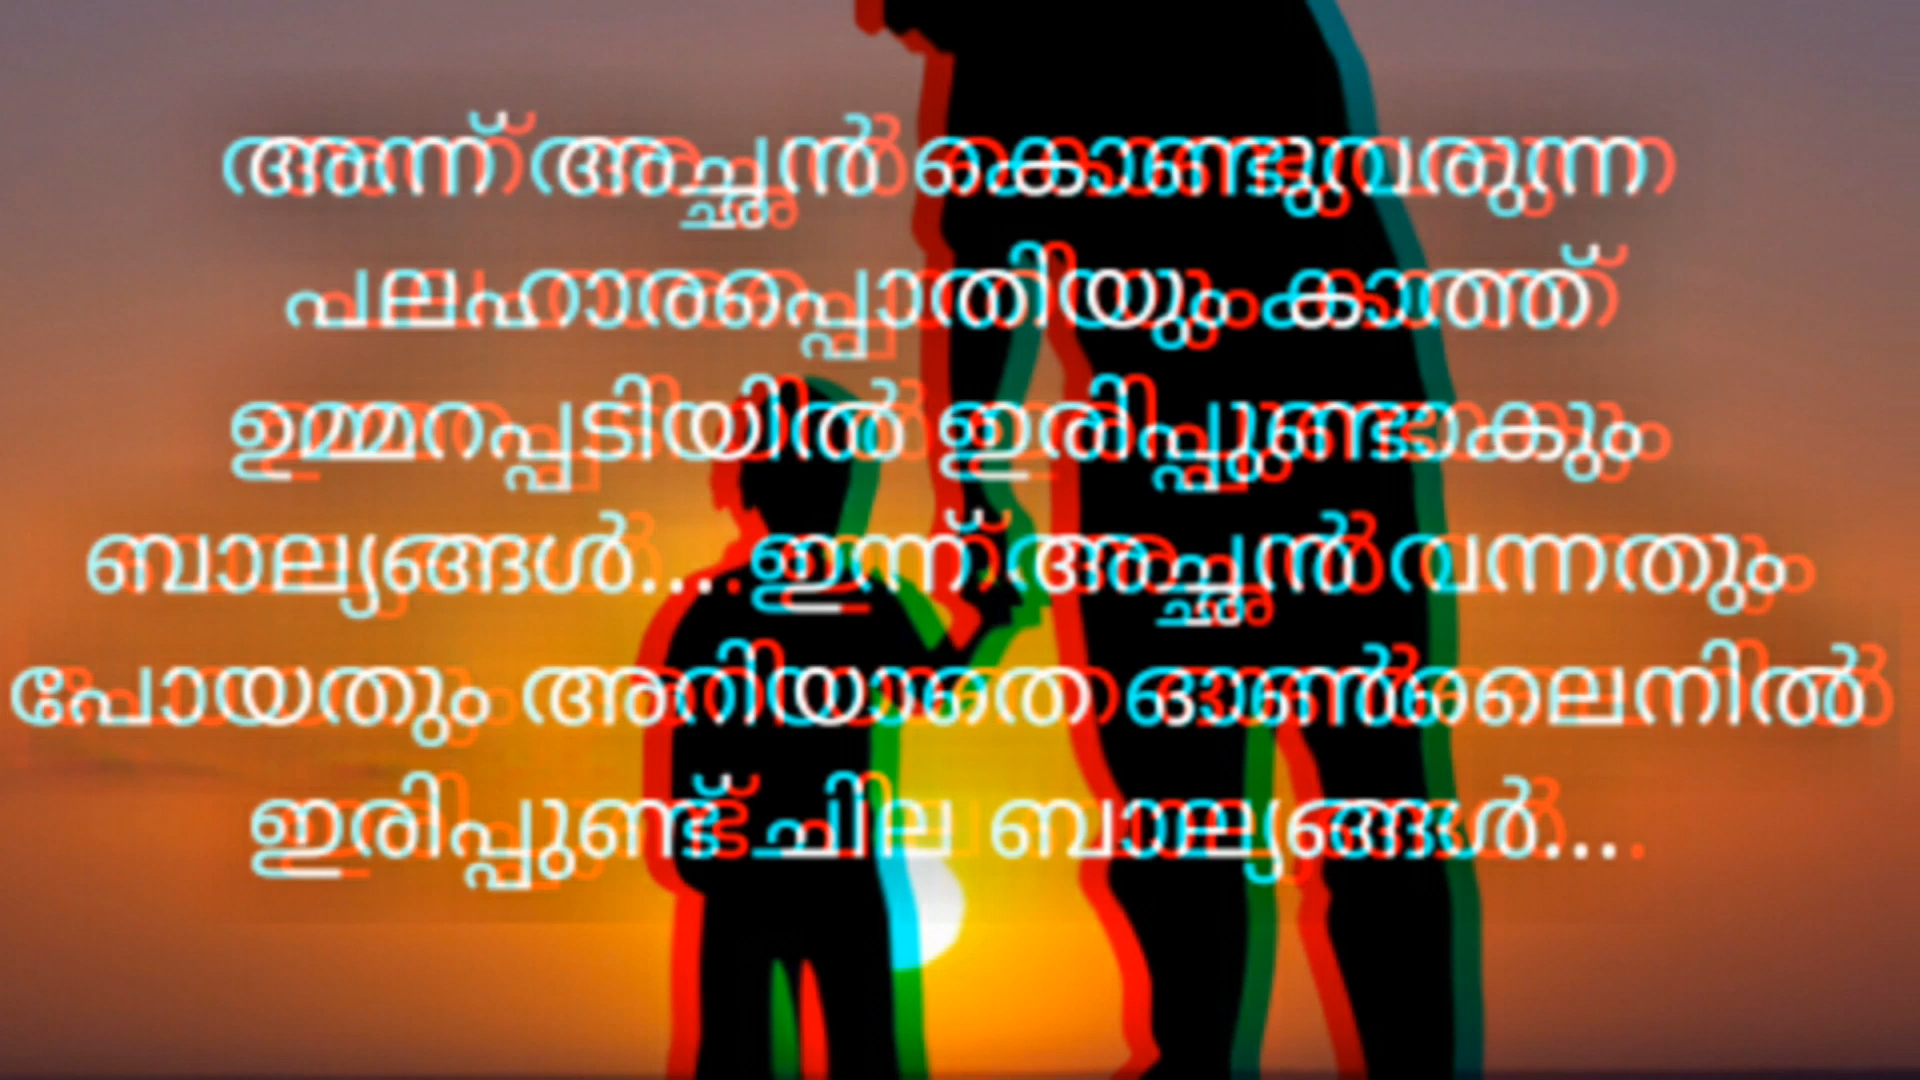 അന്ന് അച്ഛൻ കൊണ്ടുവരുന്ന
പലഹാരപ്പൊതിയും കാത്ത്
ഉമ്മറപ്പടിയിൽ ഇരിപ്പുണ്ടാകും
ബാല്യങ്ങൾ.... ഇന്ന് അച്ഛൻ വന്നതും
പോയതും അറിയാതെ ഓൺലൈനിൽ
ഇരിപ്പുണ്ട് ചില ബാല്യങ്ങൾ...